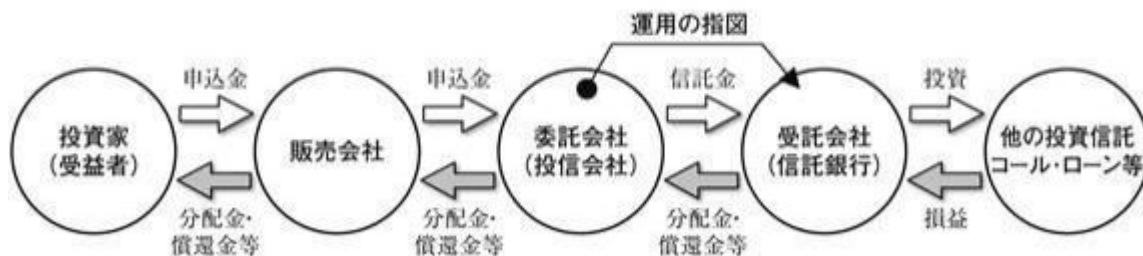 運用の指図
申込金
申込金
信託金
投資
投資家
(受益者)
販売会社
委託会社
(投信会社)
受託会社
(信託銀行)
他の投資信託
コール・ローン等
分配金・
償還金等
分配金・
償還金等
分配金・
償還金等
損益